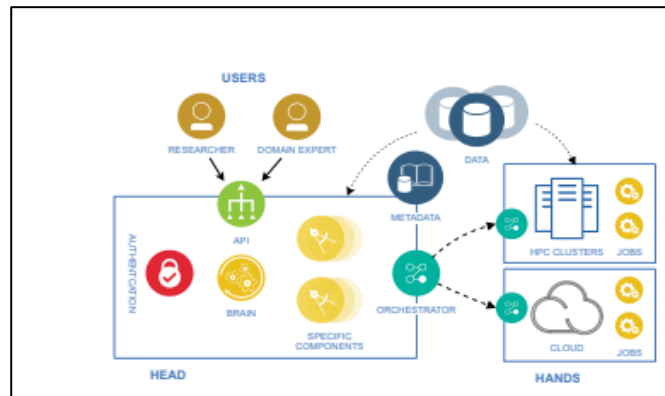 USERS
RESEARCHER
DOMAIN EXPERT
DATA
METADATA
API
AUTHENTICATION
BRAIN
SPECIFIC
COMPONENTS
ORCHESTRATOR
HEAD
HPC CLUSTERS
JOBS
CLOUD
JOBS
HANDS